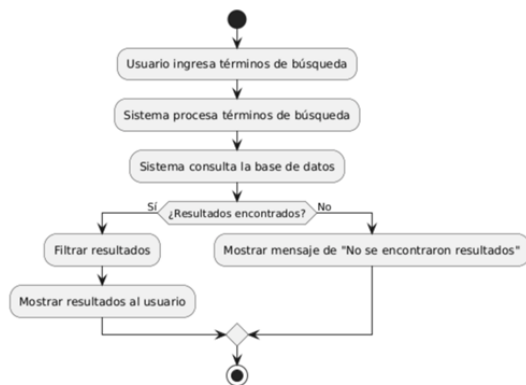 Usuario ingresa términos de búsqueda
Sistema procesa términos de búsqueda
Sistema consulta la base de datos
Sí
¿Resultados encontrados?
No
Filtrar resultados
Mostrar mensaje de "No se encontraron resultados"
Mostrar resultados al usuario